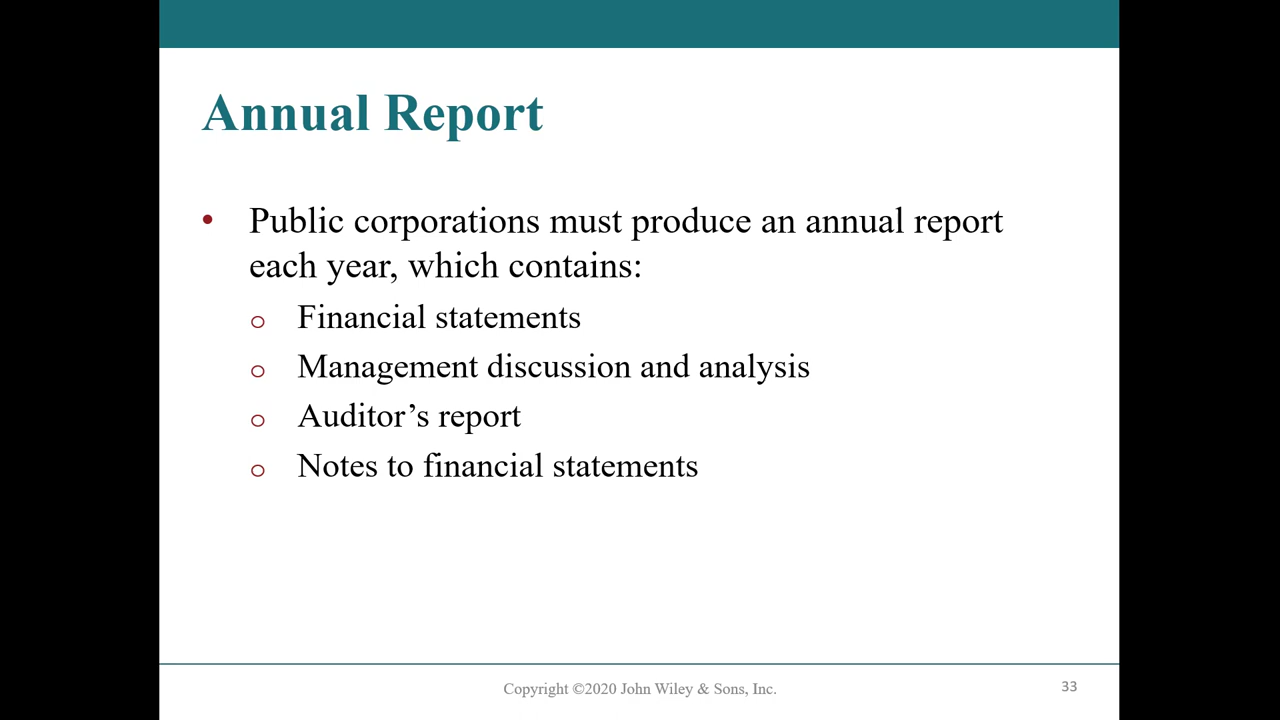 Annual Report
• Public corporations must produce an annual report
each year, which contains:
o Financial statements
o Management discussion and analysis
o Auditor’s report
o Notes to financial statements
Copyright ©2020 John Wiley & Sons, Inc.
33